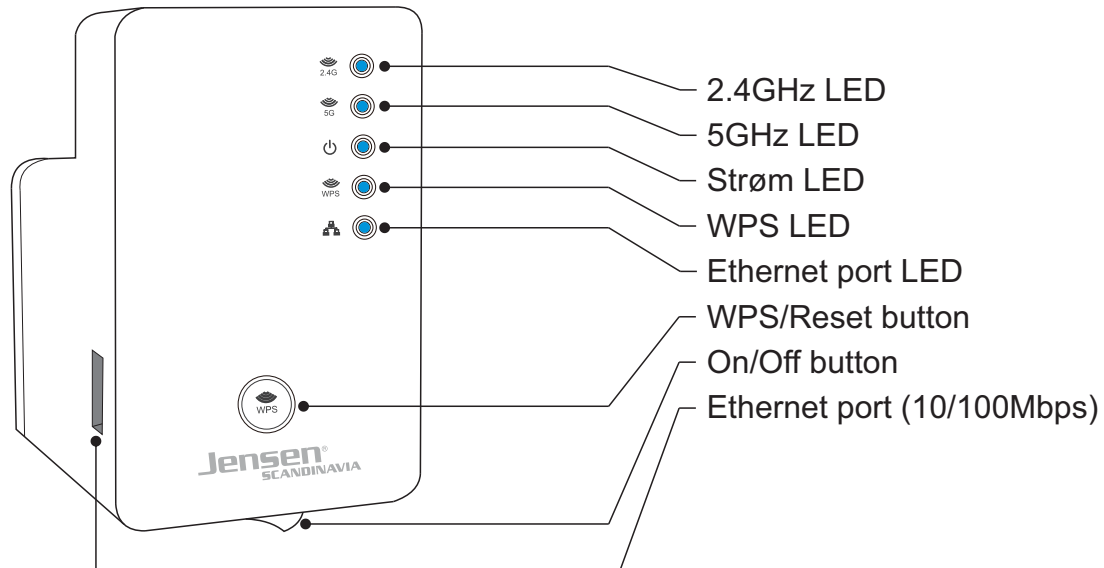 2.4G
5G
WPS
WPS
Jensen®
SCANDINAVIA
2.4GHz LED
5GHz LED
Strøm LED
WPS LED
Ethernet port LED
WPS/Reset button
On/Off button
Ethernet port (10/100Mbps)